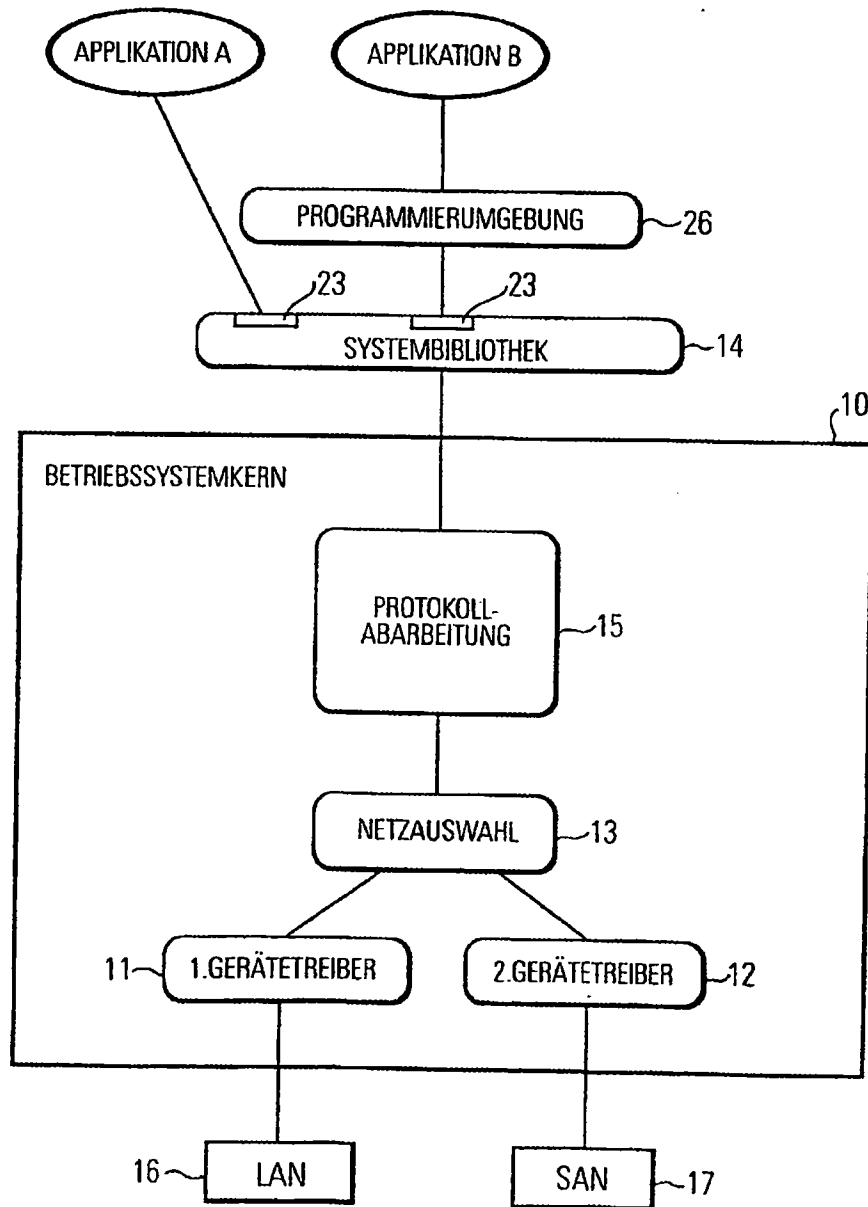 APPLIKATION A
APPLIKATION B
PROGRAMMIERUMGEBUNG
26
23
23
SYSTEMBIBLIOTHEK
14
10
BETRIEBSSYSTEMKERN
PROTOKOLL-
ABARBEITUNG
15
NETZAUSWAHL
13
11
1.GERÄTETREIBER
2.GERÄTETREIBER
12
16
LAN
SAN
17